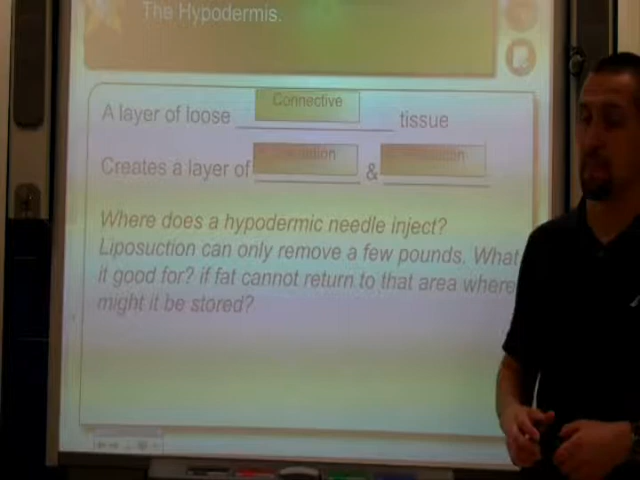 The Hypodermis.
A layer of loose Connective tissue
Creates a layer of &
Where does a hypodermic needle inject?
Liposuction can only remove a few pounds. What
it good for? if fat cannot return to that area where
might it be stored?